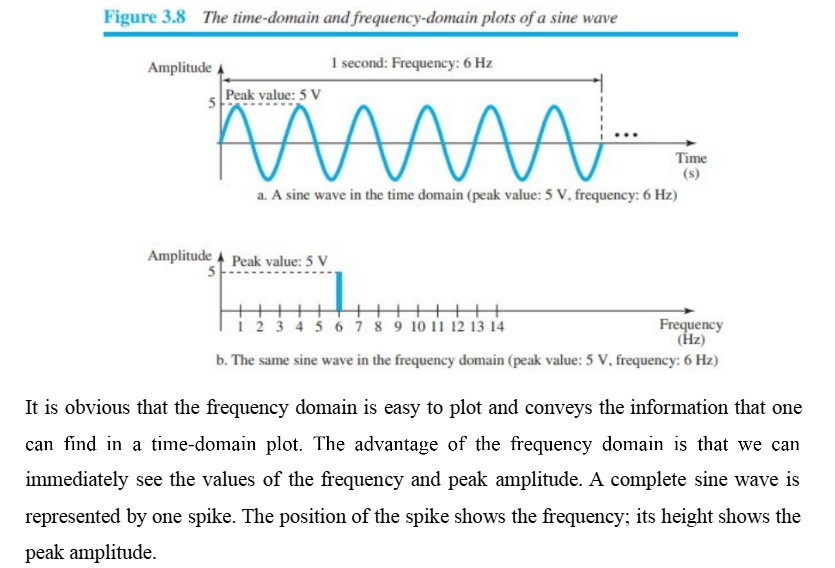 Figure 3.8 The time-domain and frequency-domain plots of a sine wave
Amplitude
1 second: Frequency: 6 Hz
Peak value: 5 V
5
...
Time
(s)
a. A sine wave in the time domain (peak value: 5 V, frequency: 6 Hz)
Amplitude
Peak value: 5 V
5
1 2 3 4 5 6 7 8 9 10 11 12 13 14
Frequency
(Hz)
b. The same sine wave in the frequency domain (peak value: 5 V, frequency: 6 Hz)
It is obvious that the frequency domain is easy to plot and conveys the information that one
can find in a time-domain plot. The advantage of the frequency domain is that we can
immediately see the values of the frequency and peak amplitude. A complete sine wave is
represented by one spike. The position of the spike shows the frequency; its height shows the
peak amplitude.